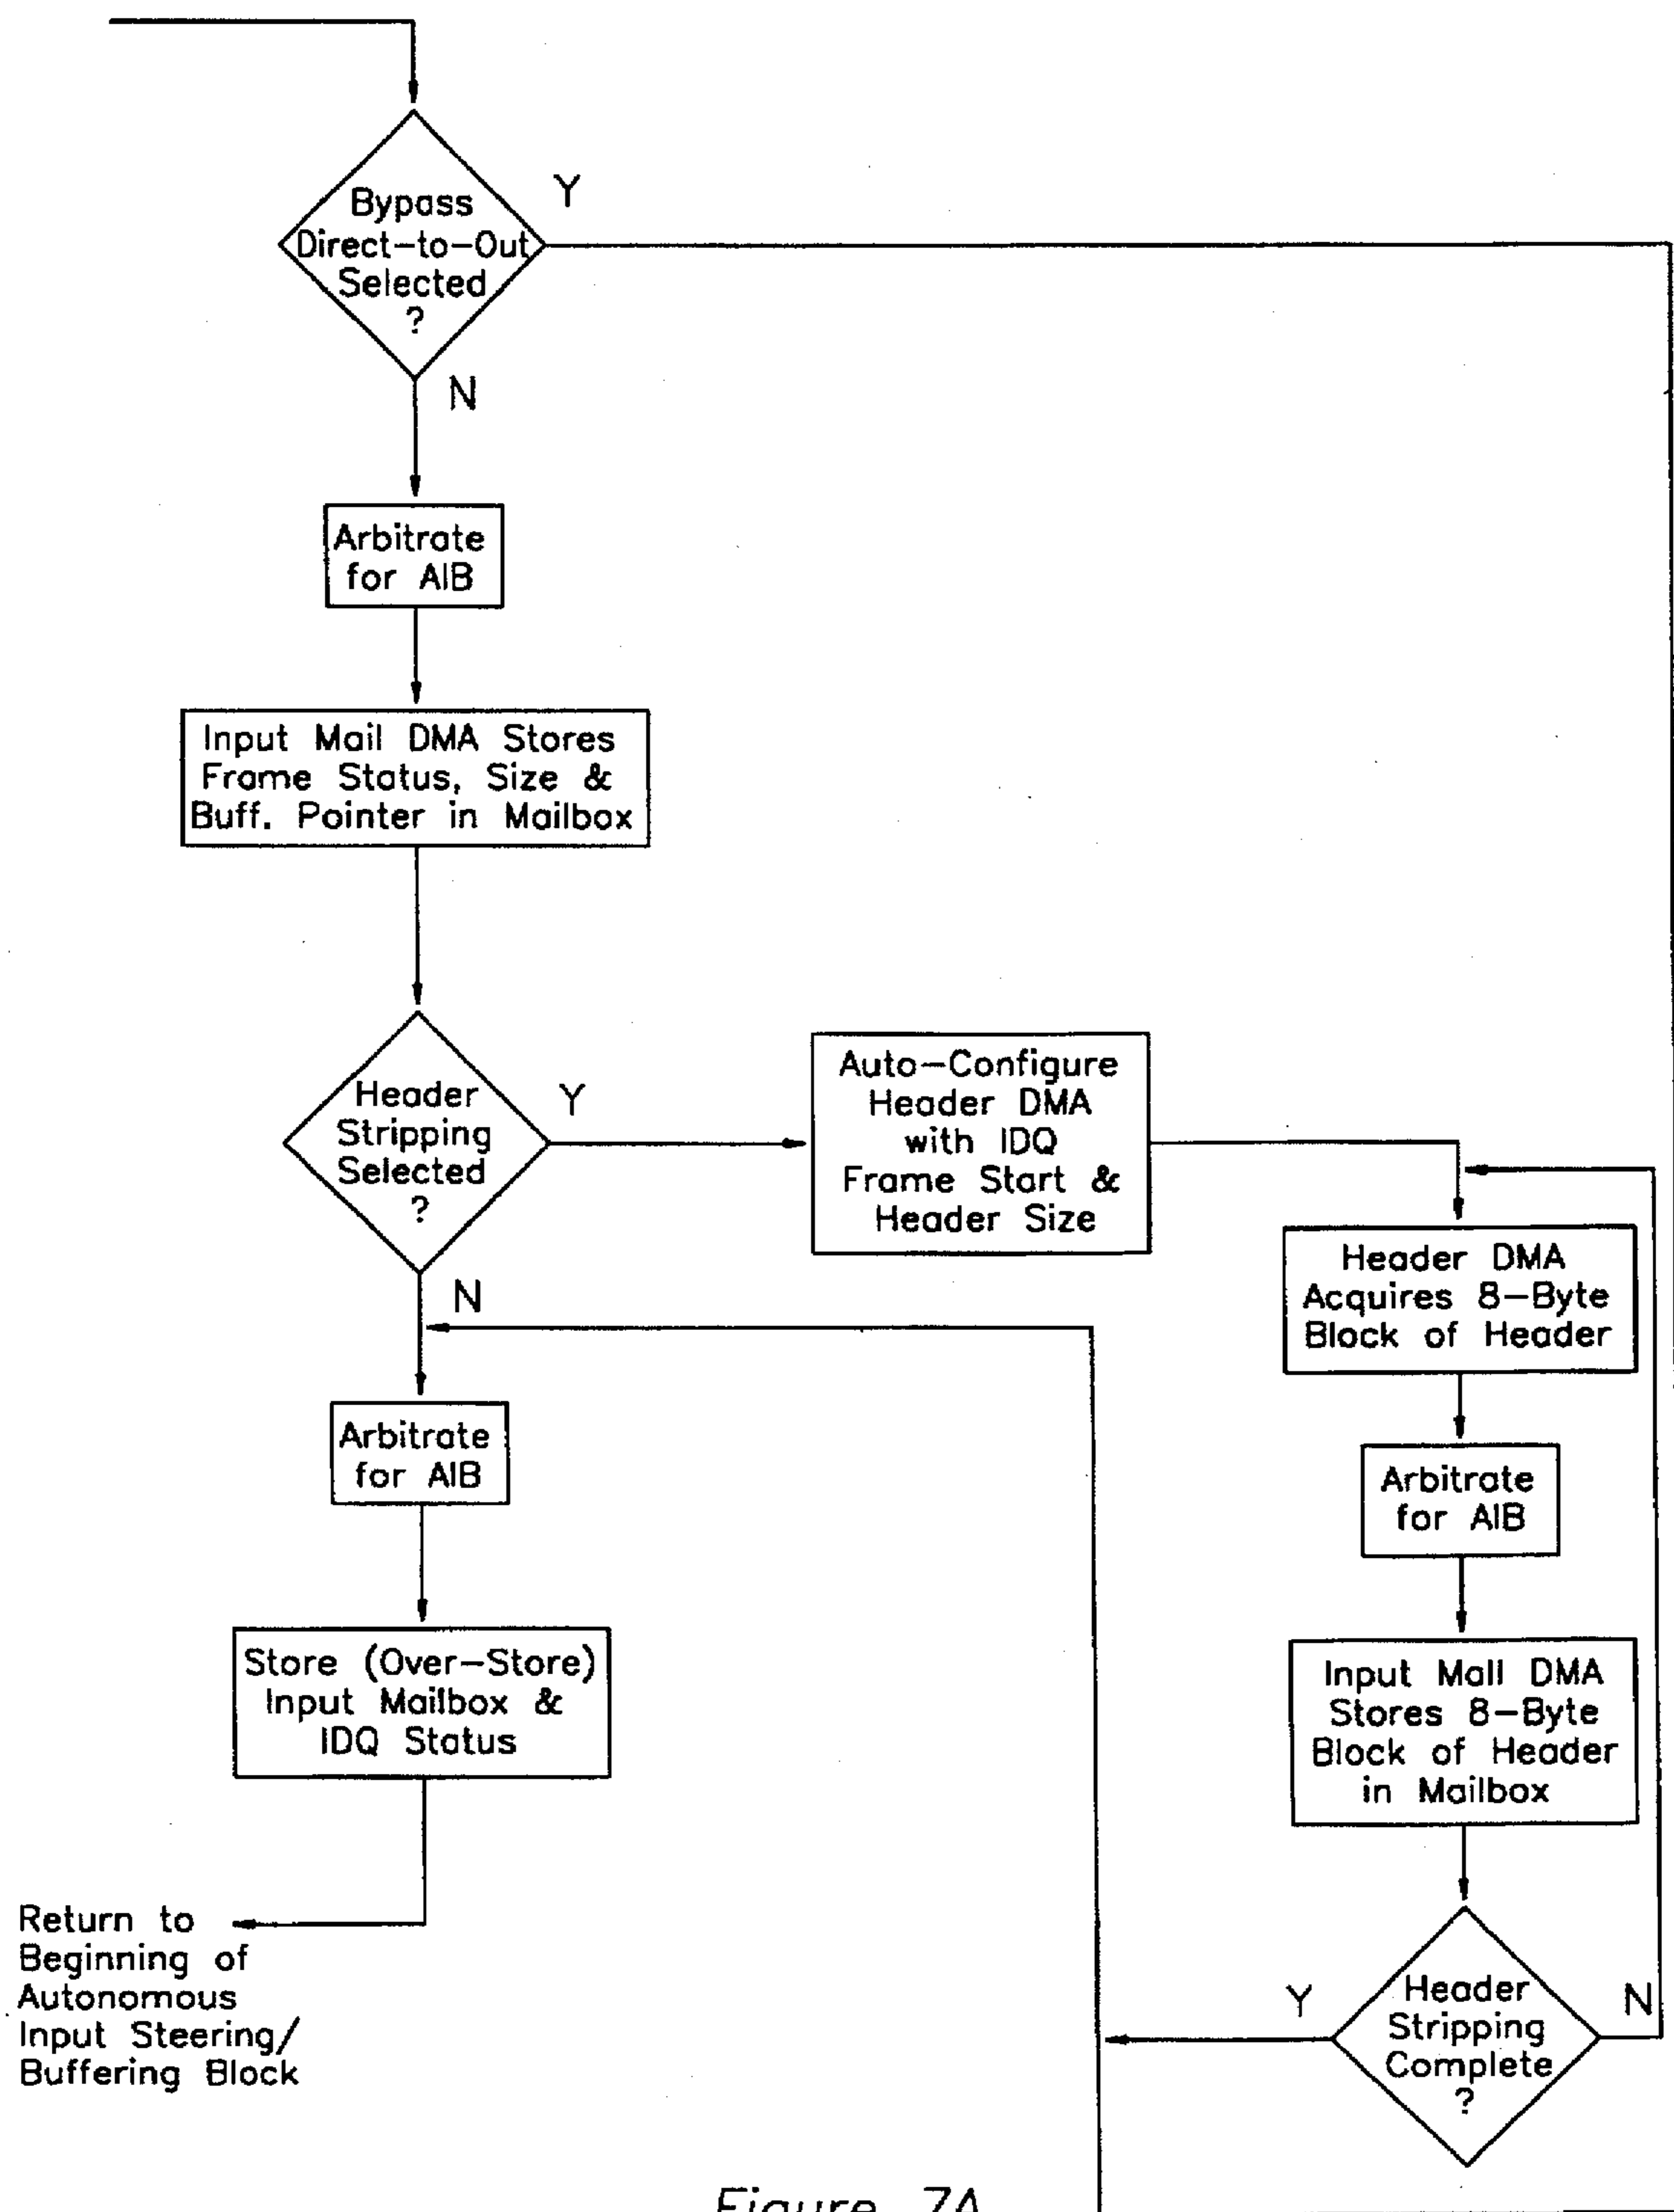 Bypass
Direct-to-Out
Selected
?
Y
N
Arbitrate
for AIB
Input Mail DMA Stores
Frame Status, Size &
Buff. Pointer in Mailbox
Header
Stripping
Selected
?
Y
N
Auto-Configure
Header DMA
with IDQ
Frame Start &
Header Size
Header DMA
Acquires 8-Byte
Block of Header
Arbitrate
for AIB
Input Mail DMA
Stores 8-Byte
Block of Header
in Mailbox
Header
Stripping
Complete
?
Y
N
Arbitrate
for AIB
Store (Over-Store)
Input Mailbox &
IDQ Status
Return to
Beginning of
Autonomous
Input Steering/
Buffering Block
Figure 7A